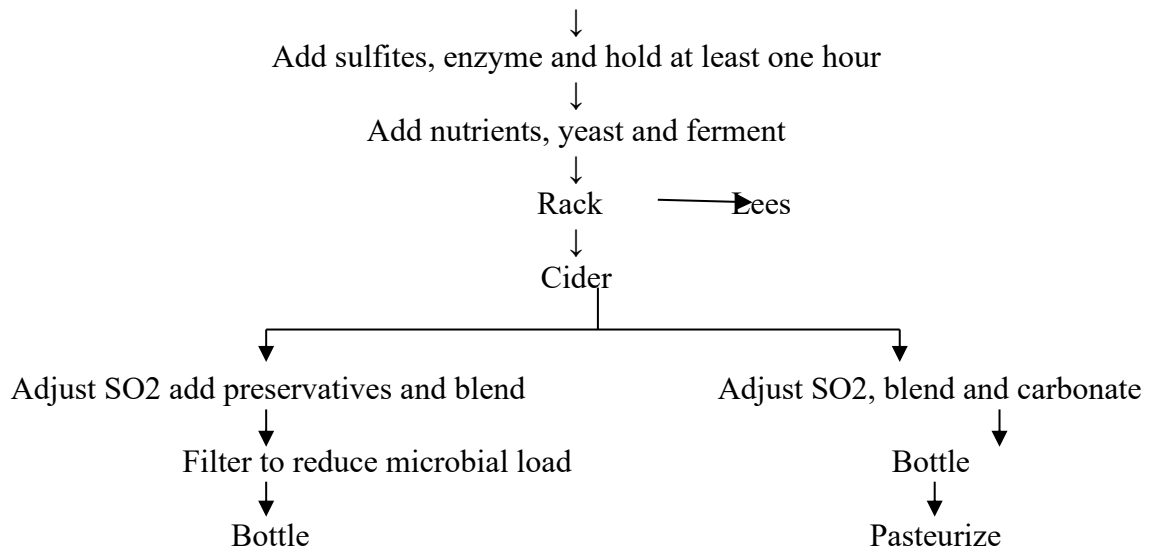 Add sulfites, enzyme and hold at least one hour
Add nutrients, yeast and ferment
Rack Lees
Cider
Adjust SO2 add preservatives and blend Adjust SO2, blend and carbonate
Filter to reduce microbial load Bottle
Bottle Pasteurize